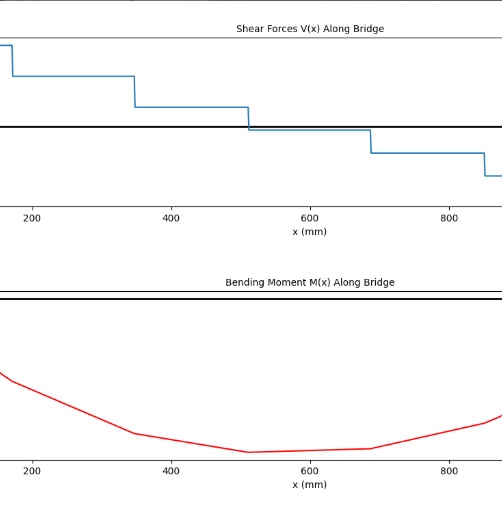 Shear Forces V(x) Along Bridge
200 400 600 800
x (mm)
Bending Moment M(x) Along Bridge
200 400 600 800
x (mm)